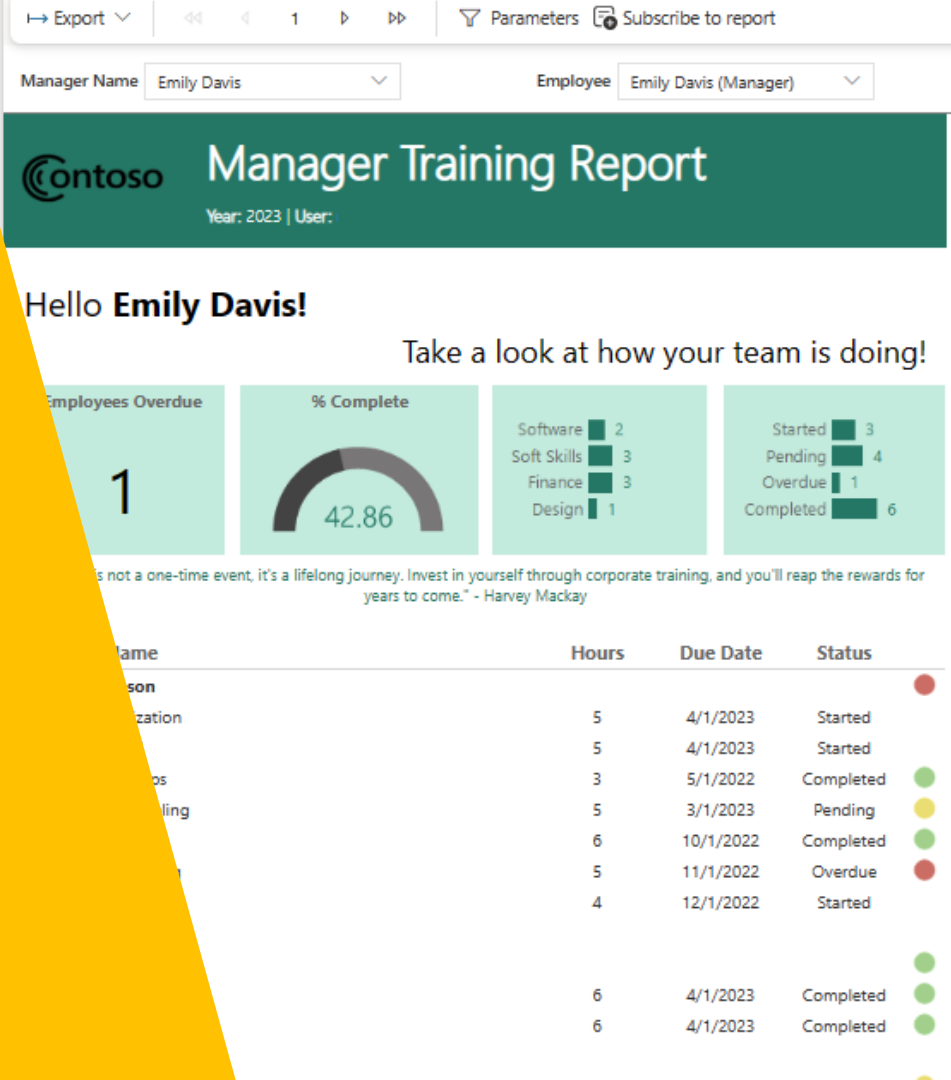 Export
1
Parameters Subscribe to report
Manager Name Emily Davis Employee Emily Davis (Manager)
Contoso
Manager Training Report
Year: 2023 | User:
Hello Emily Davis!
Take a look at how your team is doing!
Employees Overdue
1
% Complete
42.86
Software 2
Soft Skills 3
Finance 3
Design 1
Started 3
Pending 4
Overdue 1
Completed 6
is not a one-time event, it's a lifelong journey. Invest in yourself through corporate training, and you'll reap the rewards for
years to come." - Harvey Mackay
Name Hours Due Date Status
son
zation 5 4/1/2023 Started
5 4/1/2023 Started
ps 3 5/1/2022 Completed
ling 5 3/1/2023 Pending
6 10/1/2022 Completed
5 11/1/2022 Overdue
4 12/1/2022 Started
6 4/1/2023 Completed
6 4/1/2023 Completed